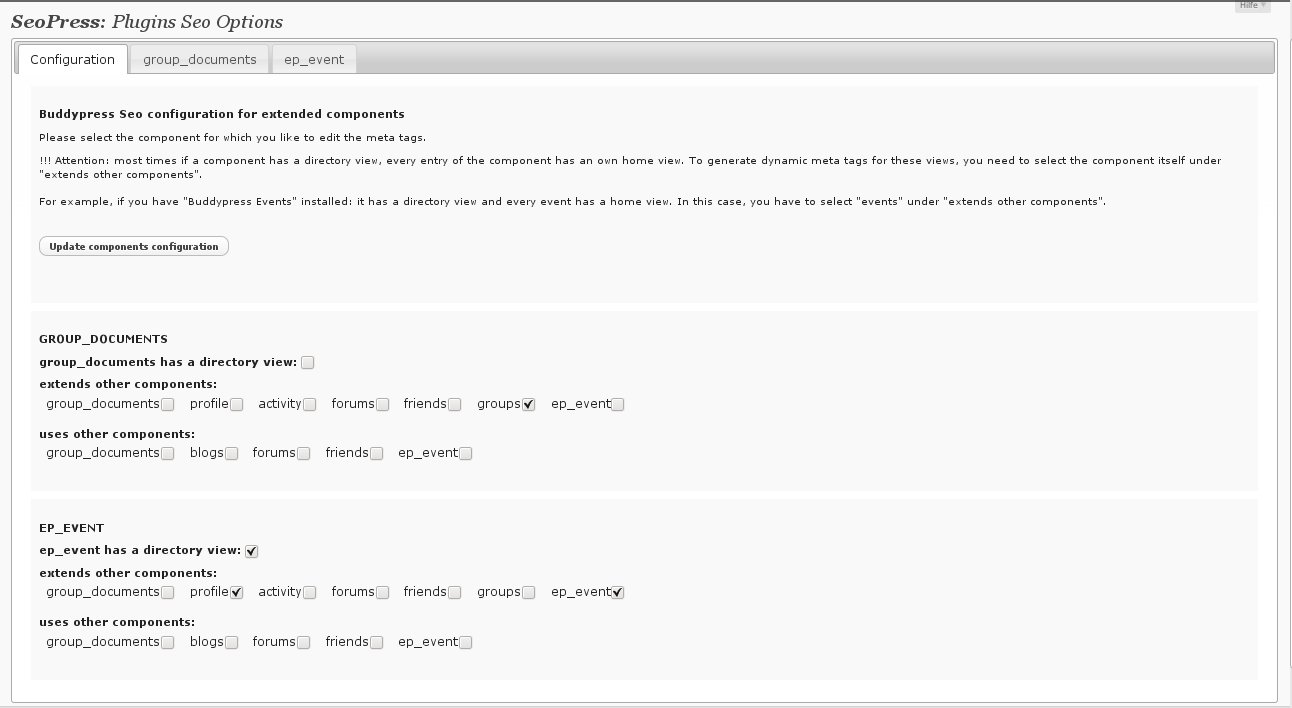 Hilfe
SeoPress: Plugins Seo Options
Configuration group_documents ep_event
Buddypress Seo configuration for extended components
Please select the component for which you like to edit the meta tags.
!!! Attention: most times if a component has a directory view, every entry of the component has an own home view. To generate dynamic meta tags for these views, you need to select the component itself under
"extends other components".
For example, if you have "Buddypress Events" installed: it has a directory view and every event has a home view. In this case, you have to select "events" under "extends other components".
Update components configuration
GROUP_DOCUMENTS
group_documents has a directory view:
extends other components:
group_documents profile activity forums friends groups ep_event
uses other components:
group_documents blogs forums friends ep_event
EP_EVENT
ep_event has a directory view:
extends other components:
group_documents profile activity forums friends groups ep_event
uses other components:
group_documents blogs forums friends ep_event